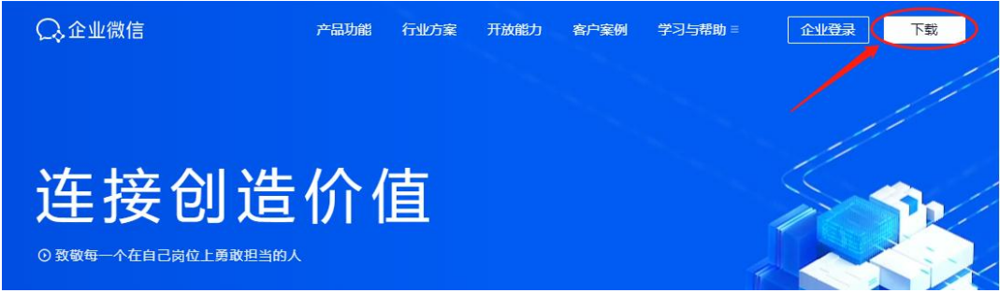 企业微信 产品功能 行业方案 开放能力 客户案例 学习与帮助 企业登录 下载
连接创造价值
致敬每一个在自己岗位上勇敢担当的人